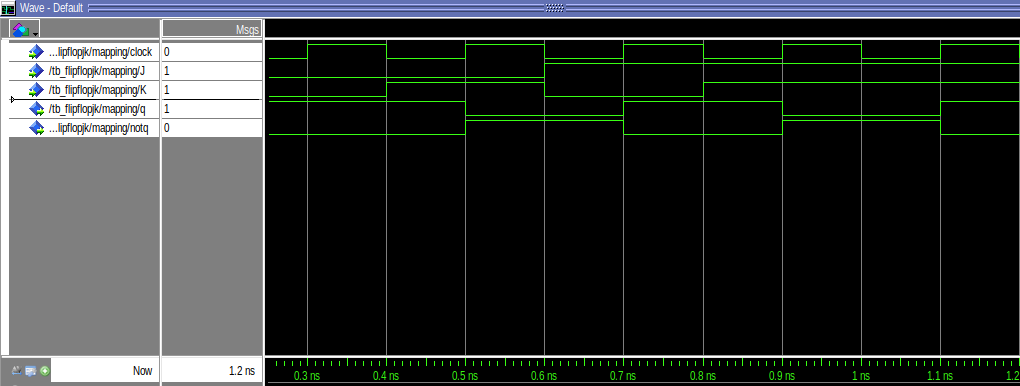 Wave - Default
Msgs
...lipflopjk/mapping/clock 0
/tb_flipflopjk/mapping/J 1
/tb_flipflopjk/mapping/K 1
/tb_flipflopjk/mapping/q 1
...lipflopjk/mapping/notq 0
Now 1.2 ns
0.3 ns 0.4 ns 0.5 ns 0.6 ns 0.7 ns 0.8 ns 0.9 ns 1 ns 1.1 ns 1.2